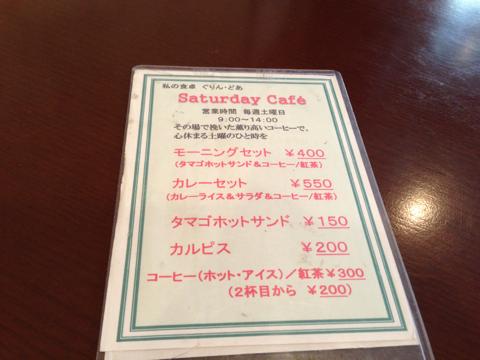 私の食卓 ぐりん・どあ
Saturday Café
営業時間 毎週土曜日
9:00〜14:00
その場で挽いた薫り高いコーヒーで、
心休まる土曜のひと時を
モーニングセット ￥400
(タマゴホットサンド＆コーヒー/紅茶)
カレーセット ￥550
(カレーライス＆サラダ＆コーヒー/紅茶)
タマゴホットサンド ￥150
カルピス ￥200
コーヒー(ホット・アイス)／紅茶￥300
(２杯目から ￥200)